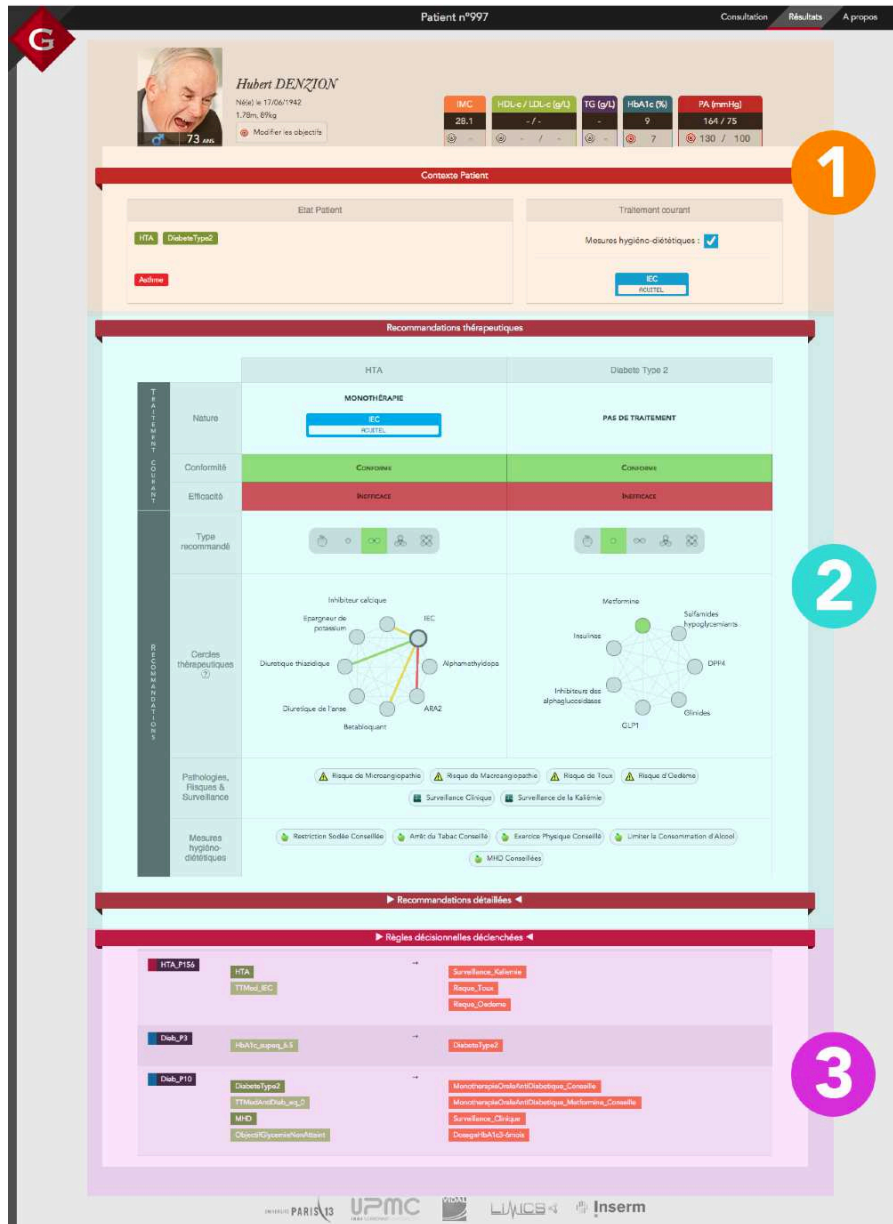 Patient n°997
Consultation
Résultats
A propos
G
Hubert DENZION
Né(e) le 17/06/1942
1.78m, 89kg
Modifier les objectifs
73 ANS
IMC
HDL-c / LDL-c (g/L)
TG (g/L)
HbA1c (%)
PA (mmHg)
28.1
- / -
-
9
164 / 75
-
- / -
-
7
130 / 100
1
Contexte Patient
Etat Patient
Traitement courant
HTA
DiabeteType2
Mesures hygiéno-diététiques :
Asthme
IEC
ACUITEL
Recommandations thérapeutiques
HTA
Diabete Type 2
TRAITEMENT COURANT
Nature
MONOTHÉRAPIE
IEC
ACUITEL
PAS DE TRAITEMENT
Conformité
CONFORME
CONFORME
Efficacité
INEFFICACE
INEFFICACE
2
RECOMMANDATIONS
Type
recommandé
Cercles
thérapeutiques
(?)
Inhibiteur calcique
IEC
Epargneur de
potassium
Diurétique thiazidique
Alphamethyldopa
Diurétique de l'anse
ARA2
Betabloquant
Metformine
Sulfamides
hypoglycemiants
Insulines
DPP4
Inhibiteurs des
alphaglucosidases
Glinides
GLP1
Pathologies,
Risques &
Surveillance
Risque de Microangiopathie
Risque de Macroangiopathie
Risque de Toux
Risque d'Oedème
Surveillance Clinique
Surveillance de la Kaliémie
Mesures
hygiéno-
diététiques
Restriction Sodée Conseillée
Arrêt du Tabac Conseillé
Exercice Physique Conseillé
Limiter la Consommation d'Alcool
MHD Conseillées
▶ Recommandations détaillées ◀
▶ Règles décisionnelles déclenchées ◀
HTA_P156
HTA
TTMed_IEC
→
Surveillance_Kaliemie
Risque_Toux
Risque_Oedeme
Diab_P3
HbA1c_supeq_6.5
→
DiabeteType2
3
Diab_P10
DiabeteType2
TTMedAntiDiab_eq_0
MHD
ObjectifGlycemieNonAtteint
→
MonotherapieOraleAntiDiabetique_Conseille
MonotherapieOraleAntiDiabetique_Metformine_Conseille
Surveillance_Clinique
DosageHbA1c3-6mois
UNIVERSITÉ PARIS 13
UPMC
VIDAL
LIMICS
Inserm